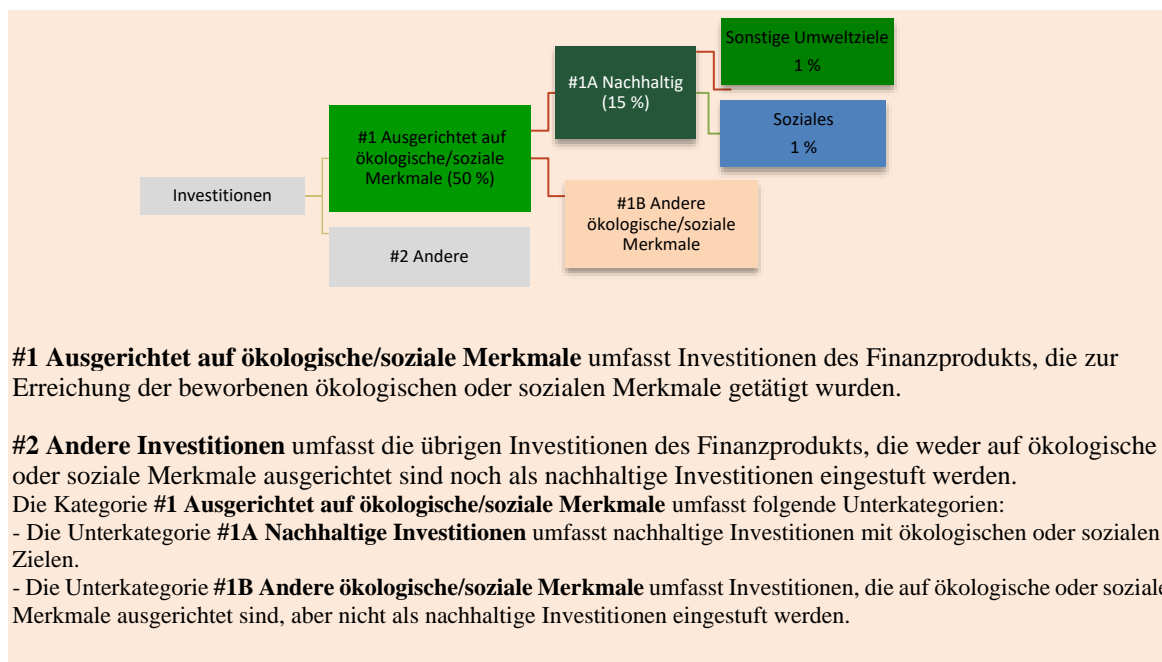 Sonstige Umweltziele
1 %
#1A Nachhaltig
(15 %)
Soziales
1 %
#1 Ausgerichtet auf
ökologische/soziale
Merkmale (50 %)
Investitionen
#1B Andere
ökologische/soziale
Merkmale
#2 Andere
#1 Ausgerichtet auf ökologische/soziale Merkmale umfasst Investitionen des Finanzprodukts, die zur
Erreichung der beworbenen ökologischen oder sozialen Merkmale getätigt wurden.
#2 Andere Investitionen umfasst die übrigen Investitionen des Finanzprodukts, die weder auf ökologische
oder soziale Merkmale ausgerichtet sind noch als nachhaltige Investitionen eingestuft werden.
Die Kategorie #1 Ausgerichtet auf ökologische/soziale Merkmale umfasst folgende Unterkategorien:
- Die Unterkategorie #1A Nachhaltige Investitionen umfasst nachhaltige Investitionen mit ökologischen oder sozialen
Zielen.
- Die Unterkategorie #1B Andere ökologische/soziale Merkmale umfasst Investitionen, die auf ökologische oder soziale
Merkmale ausgerichtet sind, aber nicht als nachhaltige Investitionen eingestuft werden.